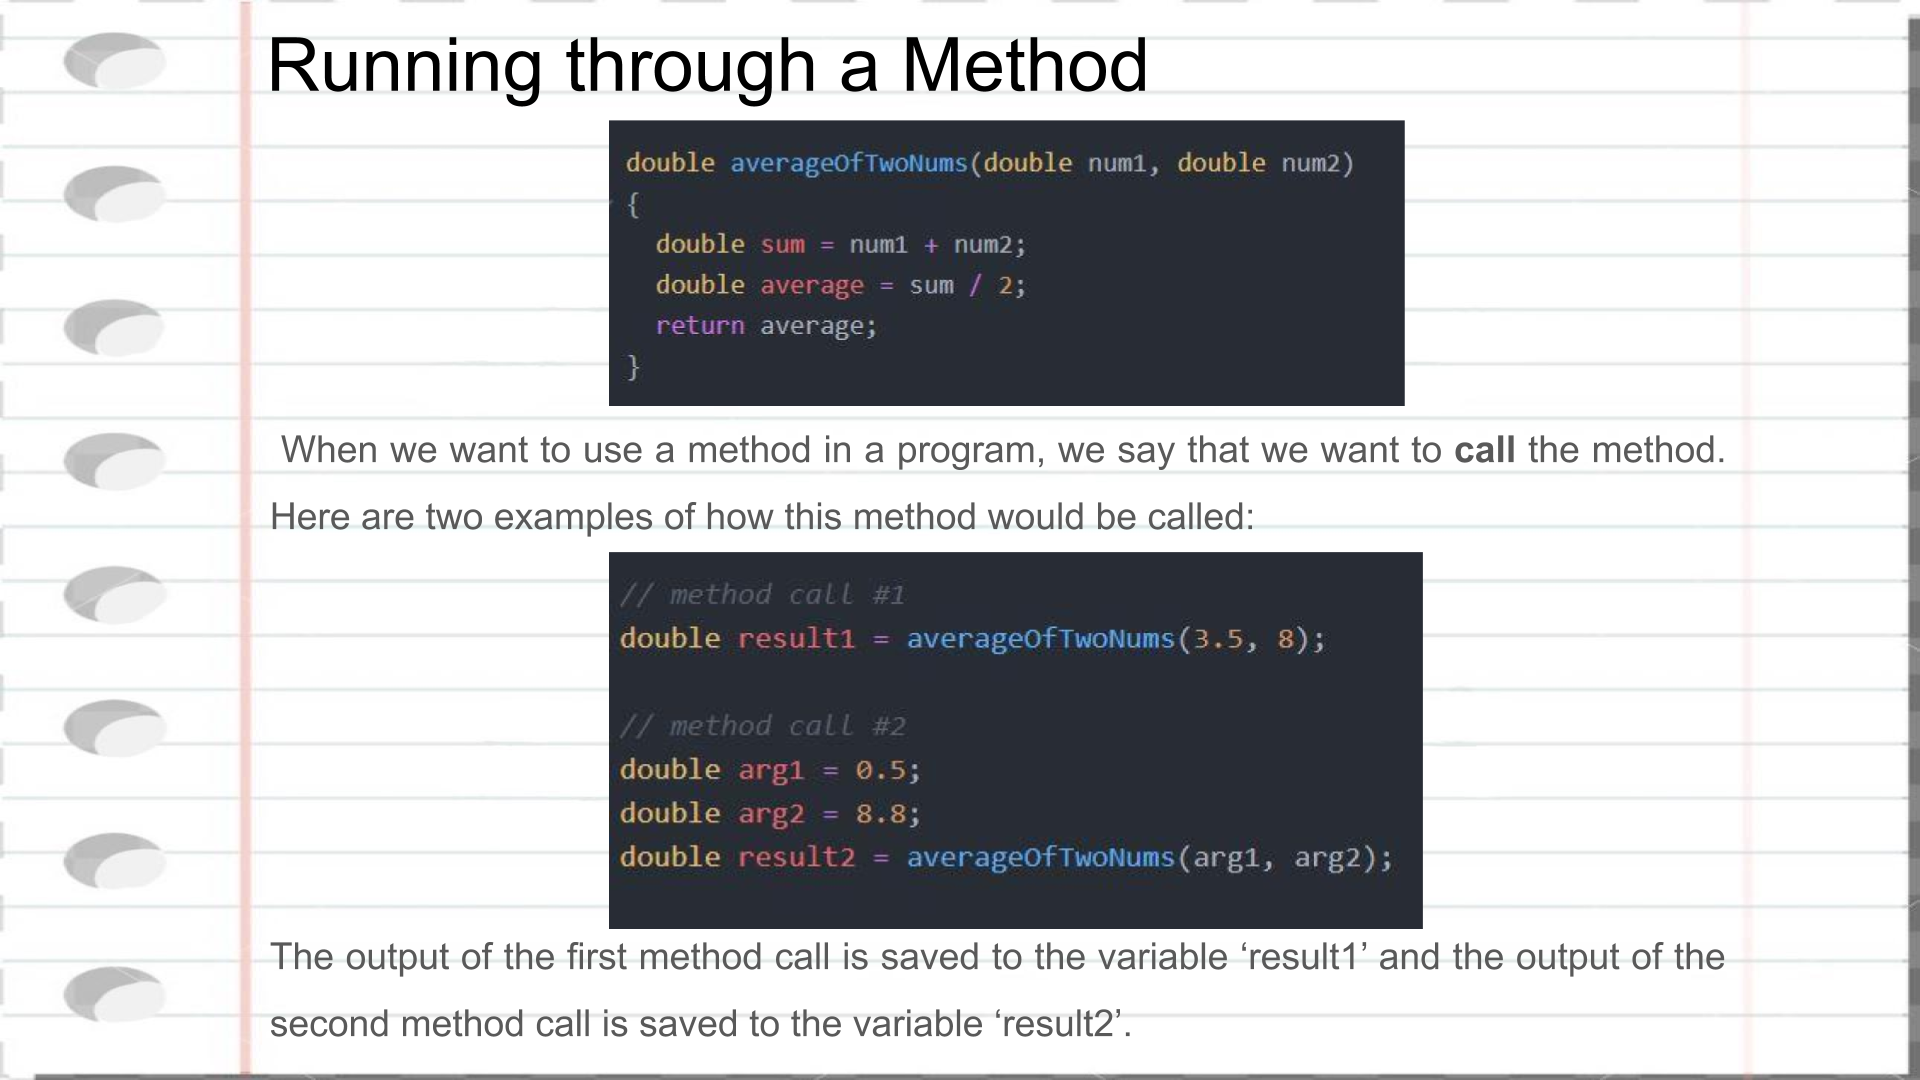 Running through a Method
double averageOfTwoNums(double num1, double num2)
{
  double sum = num1 + num2;
  double average = sum / 2;
  return average;
}
When we want to use a method in a program, we say that we want to call the method.
Here are two examples of how this method would be called:
// method call #1
double result1 = averageOfTwoNums(3.5, 8);
// method call #2
double arg1 = 0.5;
double arg2 = 8.8;
double result2 = averageOfTwoNums(arg1, arg2);
The output of the first method call is saved to the variable ‘result1’ and the output of the
second method call is saved to the variable ‘result2’.